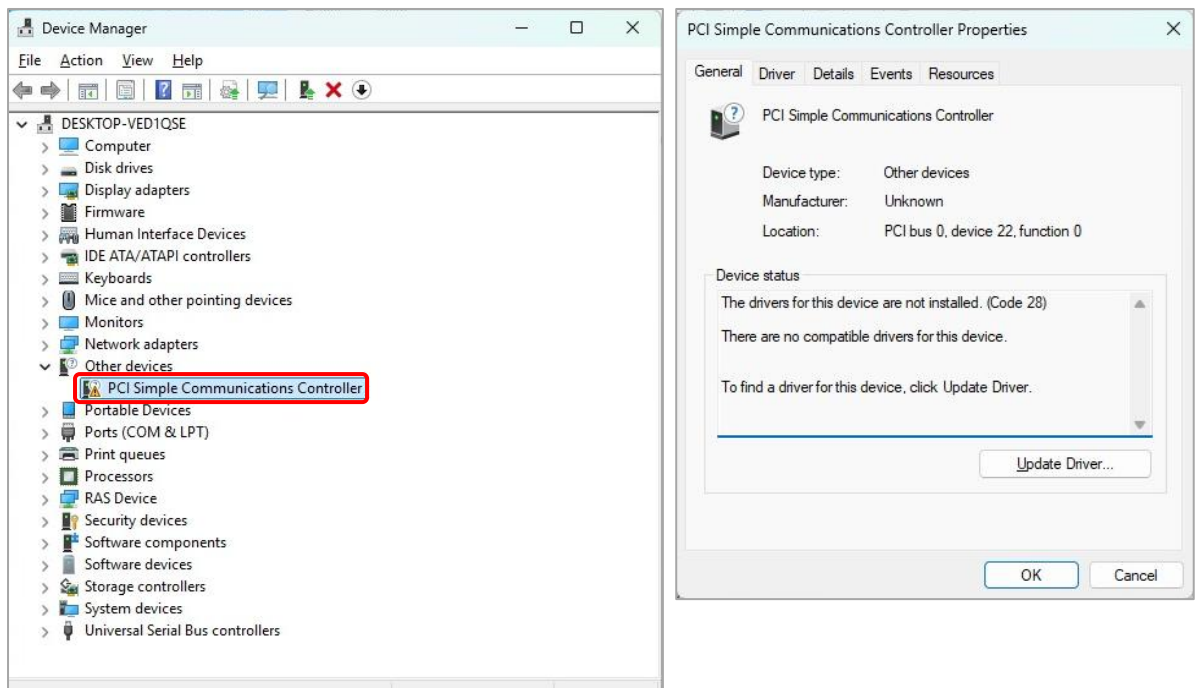 Device Manager
File Action View Help
DESKTOP-VED1QSE
Computer
Disk drives
Display adapters
Firmware
Human Interface Devices
IDE ATA/ATAPI controllers
Keyboards
Mice and other pointing devices
Monitors
Network adapters
Other devices
PCI Simple Communications Controller
Portable Devices
Ports (COM & LPT)
Print queues
Processors
RAS Device
Security devices
Software components
Software devices
Storage controllers
System devices
Universal Serial Bus controllers
PCI Simple Communications Controller Properties
General Driver Details Events Resources
PCI Simple Communications Controller
Device type: Other devices
Manufacturer: Unknown
Location: PCI bus 0, device 22, function 0
Device status
The drivers for this device are not installed. (Code 28)
There are no compatible drivers for this device.
To find a driver for this device, click Update Driver.
Update Driver...
OK Cancel